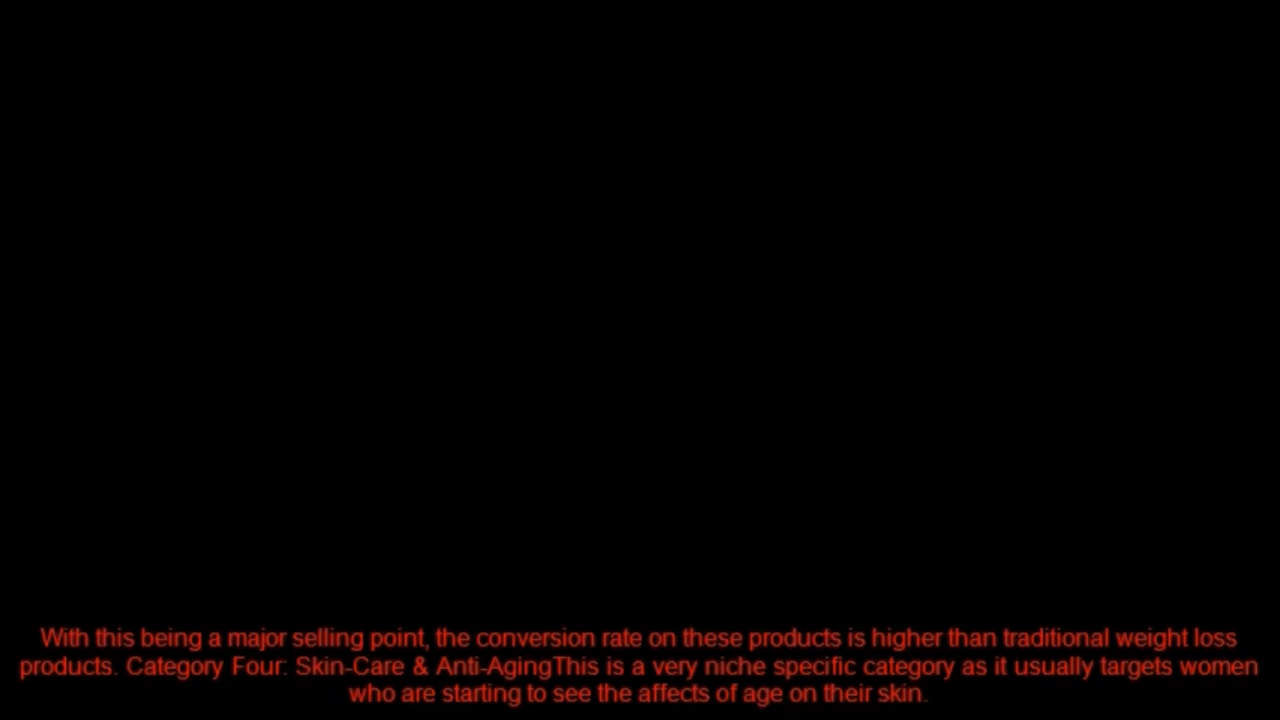 With this being a major selling point, the conversion rate on these products is higher than traditional weight loss
products. Category Four: Skin-Care & Anti-AgingThis is a very niche specific category as it usually targets women
who are starting to see the affects of age on their skin.